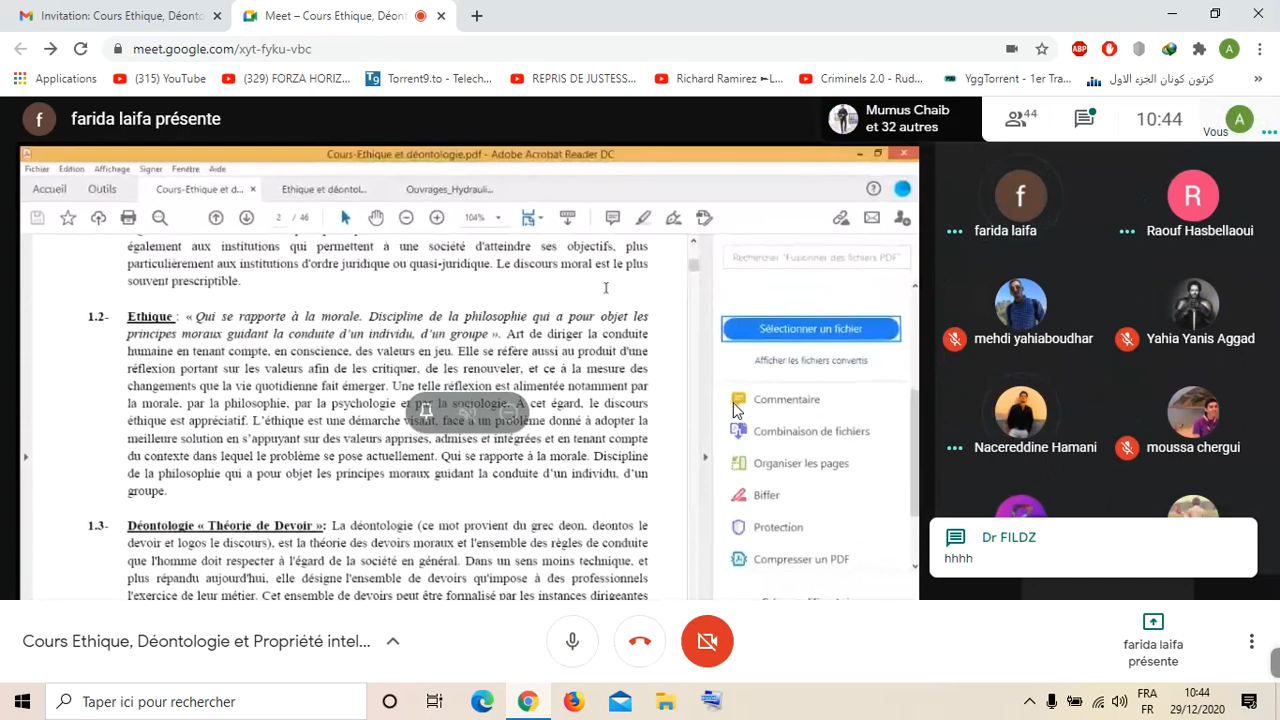 Invitation: Cours Ethique, Déonto
Meet – Cours Ethique, Déont
meet.google.com/xyt-fyku-vbc
Applications
(315) YouTube
(329) FORZA HORIZ...
Torrent9.to - Telech...
REPRIS DE JUSTESS...
Richard Ramirez ►L...
Criminels 2.0 - Rud...
YggTorrent - 1er Tra...
كرتون كونان الجزء الاول
»
f
farida laifa présente
Mumus Chaib
et 32 autres
44
10:44
Vous
A
Cours-Ethique et déontologie.pdf - Adobe Acrobat Reader DC
Fichier Edition Affichage Signer Fenêtre Aide
Accueil Outils Cours-Ethique et d... Ethique et déontol... Ouvrages_Hydrauli...
2 / 46 104%
également aux institutions qui permettent à une société d'atteindre ses objectifs, plus
particulièrement aux institutions d'ordre juridique ou quasi-juridique. Le discours moral est le plus
souvent prescriptible.
1.2- Ethique : « Qui se rapporte à la morale. Discipline de la philosophie qui a pour objet les
principes moraux guidant la conduite d'un individu, d'un groupe ». Art de diriger la conduite
humaine en tenant compte, en conscience, des valeurs en jeu. Elle se réfère aussi au produit d'une
réflexion portant sur les valeurs afin de les critiquer, de les renouveler, et ce à la mesure des
changements que la vie quotidienne fait émerger. Une telle réflexion est alimentée notamment par
la morale, par la philosophie, par la psychologie et par la sociologie. A cet égard, le discours
éthique est appréciatif. L'éthique est une démarche visant, face à un problème donné à adopter la
meilleure solution en s'appuyant sur des valeurs apprises, admises et intégrées et en tenant compte
du contexte dans lequel le problème se pose actuellement. Qui se rapporte à la morale. Discipline
de la philosophie qui a pour objet les principes moraux guidant la conduite d'un individu, d'un
groupe.
1.3- Déontologie « Théorie de Devoir »: La déontologie (ce mot provient du grec deon, deontos le
devoir et logos le discours), est la théorie des devoirs moraux et l'ensemble des règles de conduite
que l'homme doit respecter à l'égard de la société en général. Dans un sens moins technique, et
plus répandu aujourd'hui, elle désigne l'ensemble de devoirs qu'impose à des professionnels
l'exercice de leur métier. Cet ensemble de devoirs peut être formalisé par les instances dirigeantes
Rechercher "Fusionner des fichiers PDF"
Sélectionner un fichier
Afficher les fichiers convertis
Commentaire
Combinaison de fichiers
Organiser les pages
Biffer
Protection
Compresser un PDF
f
farida laifa
R
Raouf Hasbellaoui
mehdi yahiaboudhar
Yahia Yanis Aggad
Nacereddine Hamani
moussa chergui
Dr FILDZ
hhhh
Cours Ethique, Déontologie et Propriété intel...
farida laifa
présente
Taper ici pour rechercher
FRA
FR
10:44
29/12/2020